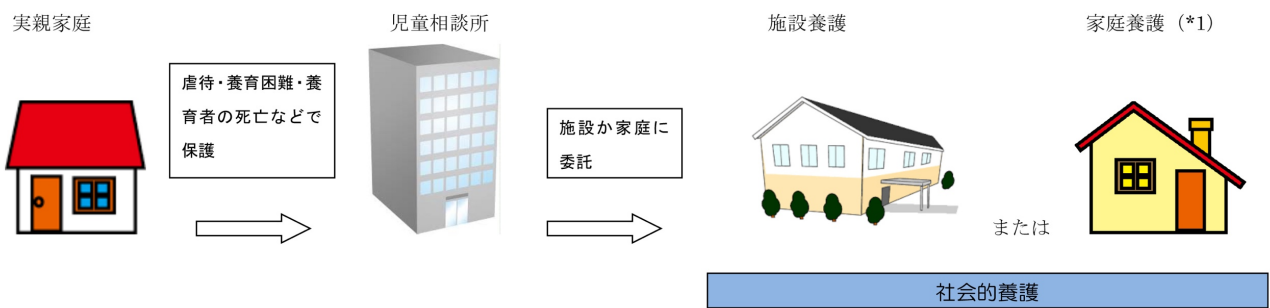 実親家庭
児童相談所
施設養護
家庭養護（*1）
虐待・養育困難・養
育者の死亡などで
保護
施設か家庭に
委託
または
社会的養護